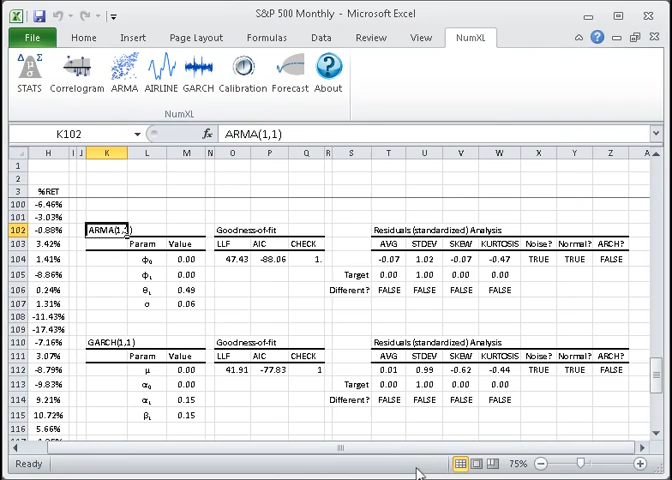 S&P 500 Monthly - Microsoft Excel
File Home Insert Page Layout Formulas Data Review View NumXL
STATS Correlogram ARMA AIRLINE GARCH Calibration Forecast About
NumXL
K102 fx ARMA(1,1)
H I J K L M N O P Q R S T U V W X Y Z
1
2
3 %RET
100 -6.46%
101 -3.03%
102 -0.88% ARMA(1,1) Goodness-of-fit Residuals (standardized) Analysis
103 3.42% Param Value LLF AIC CHECK AVG STDEV SKEW KURTOSIS Noise? Normal? ARCH?
104 1.41% φ₀ 0.00 47.43 -88.06 1. -0.07 1.02 -0.07 -0.47 TRUE TRUE FALSE
105 -8.86% φ₁ 0.00 Target 0.00 1.00 0.00 0.00
106 0.24% θ₁ 0.49 Different? FALSE FALSE FALSE FALSE
107 1.31% σ 0.06
108 -11.43%
109 -17.43%
110 -7.16% GARCH(1,1) Goodness-of-fit Residuals (standardized) Analysis
111 3.07% Param Value LLF AIC CHECK AVG STDEV SKEW KURTOSIS Noise? Normal? ARCH?
112 -8.79% μ 0.00 41.91 -77.83 1 0.01 0.99 -0.62 -0.44 TRUE TRUE FALSE
113 -9.83% α₀ 0.00 Target 0.00 1.00 0.00 0.00
114 9.21% α₁ 0.15 Different? FALSE FALSE FALSE FALSE
115 10.72% β₁ 0.15
116 5.66%
Ready 75%